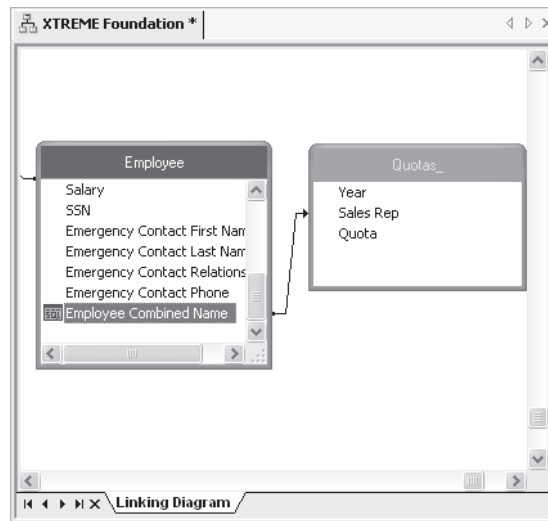 XTREME Foundation *
Employee
Salary
SSN
Emergency Contact First Nam
Emergency Contact Last Nam
Emergency Contact Relations
Emergency Contact Phone
SQL Employee Combined Name
Quotas_
Year
Sales Rep
Quota
Linking Diagram